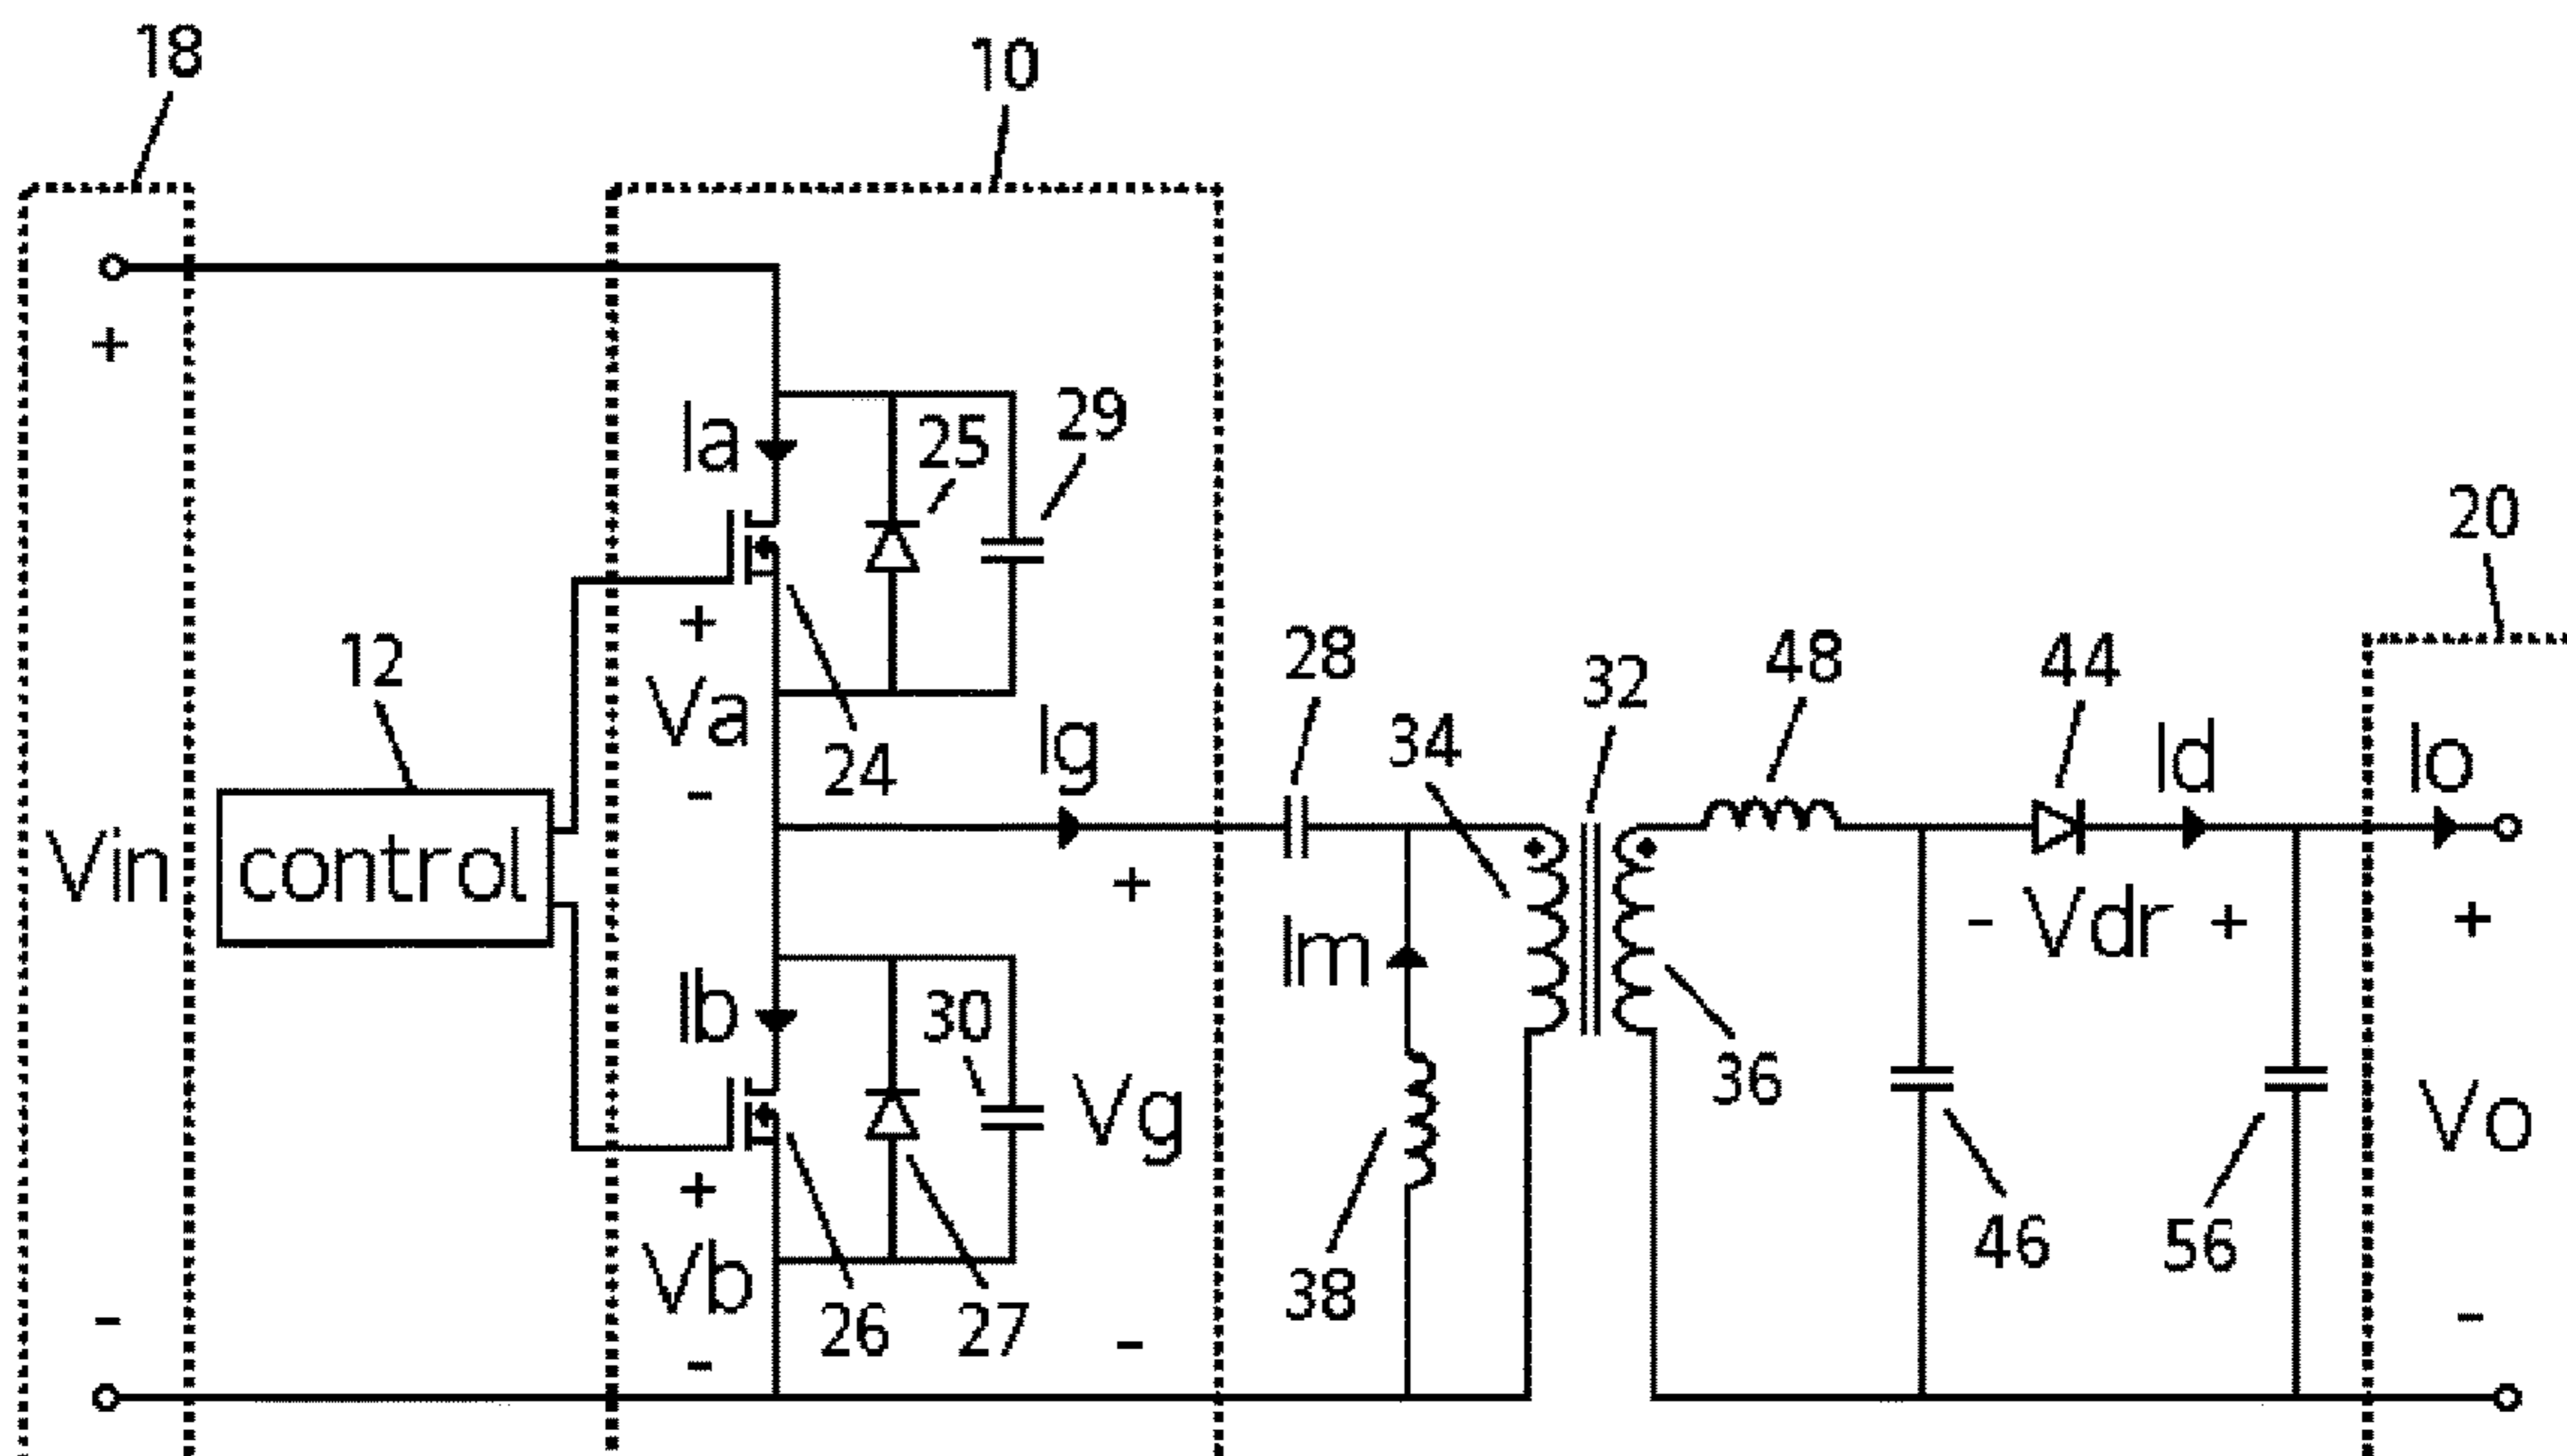 18
10
+
Ia
25
29
20
12
+
Va
-
24
Ig
28
34
32
48
44
Id
Io
Vin
control
+
Im
- Vdr +
+
Ib
30
Vg
36
Vo
+
Vb
-
26
27
-
38
46
56
-
-